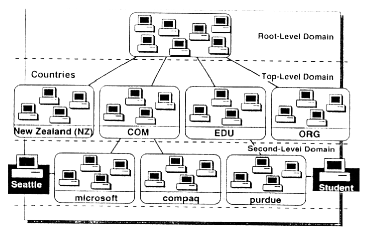 Root-Level Domain
Countries
Top-Level Domain
New Zealand (NZ)
COM
EDU
ORG
Second-Level Domain
Seattle
microsoft
compaq
purdue
Student